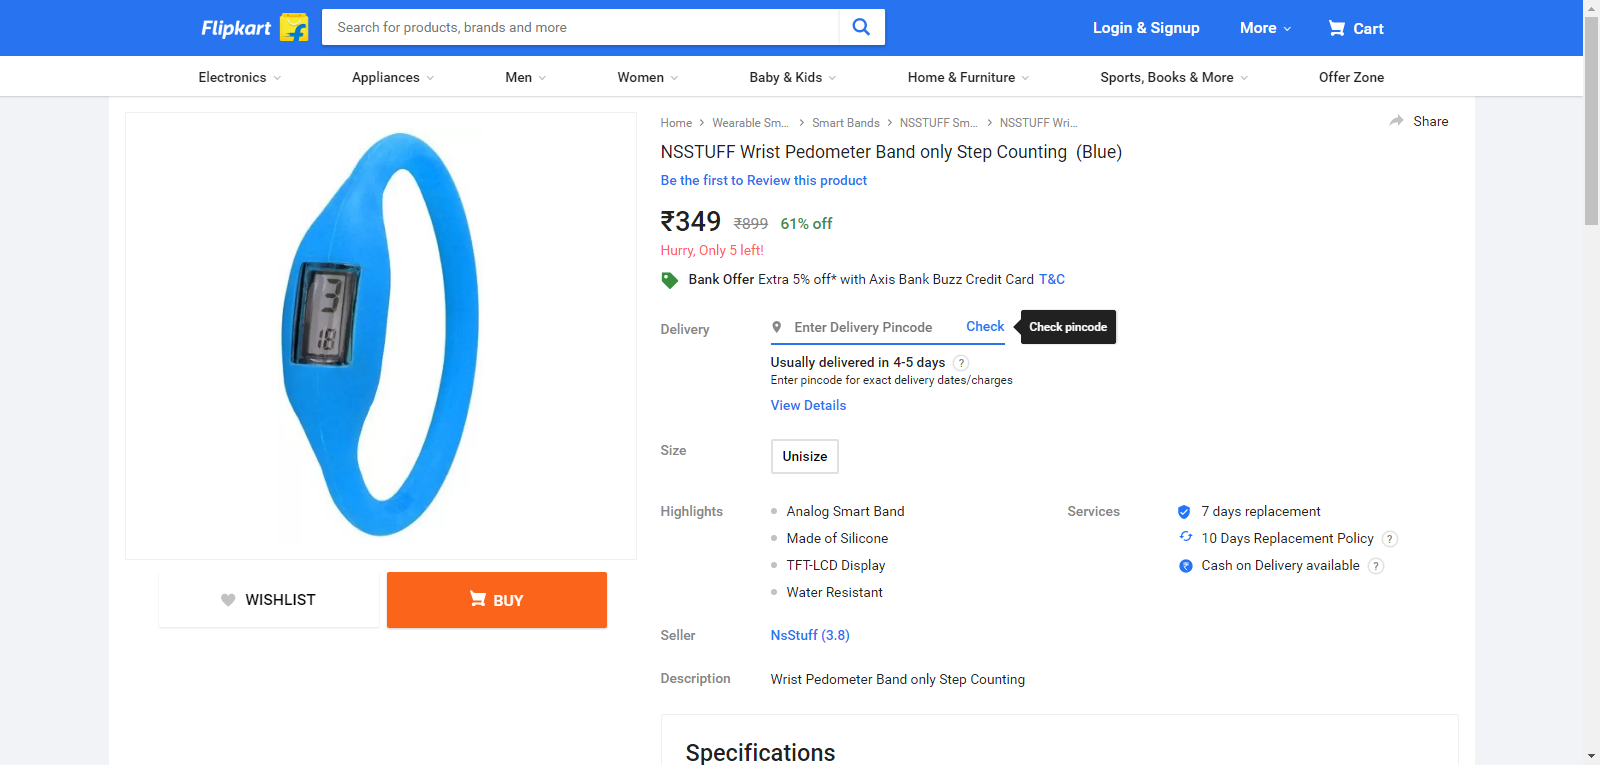 Flipkart
Search for products, brands and more
Login & Signup
More
Cart
Electronics
Appliances
Men
Women
Baby & Kids
Home & Furniture
Sports, Books & More
Offer Zone
3
18
WISHLIST
BUY
Home > Wearable Sm... > Smart Bands > NSSTUFF Sm... > NSSTUFF Wri...
Share
NSSTUFF Wrist Pedometer Band only Step Counting (Blue)
Be the first to Review this product
₹349 ₹899 61% off
Hurry, Only 5 left!
Bank Offer Extra 5% off* with Axis Bank Buzz Credit Card T&C
Delivery
Enter Delivery Pincode
Check
Check pincode
Usually delivered in 4-5 days ?
Enter pincode for exact delivery dates/charges
View Details
Size
Unisize
Highlights
Analog Smart Band
Made of Silicone
TFT-LCD Display
Water Resistant
Services
7 days replacement
10 Days Replacement Policy ?
Cash on Delivery available ?
Seller
NsStuff (3.8)
Description
Wrist Pedometer Band only Step Counting
Specifications